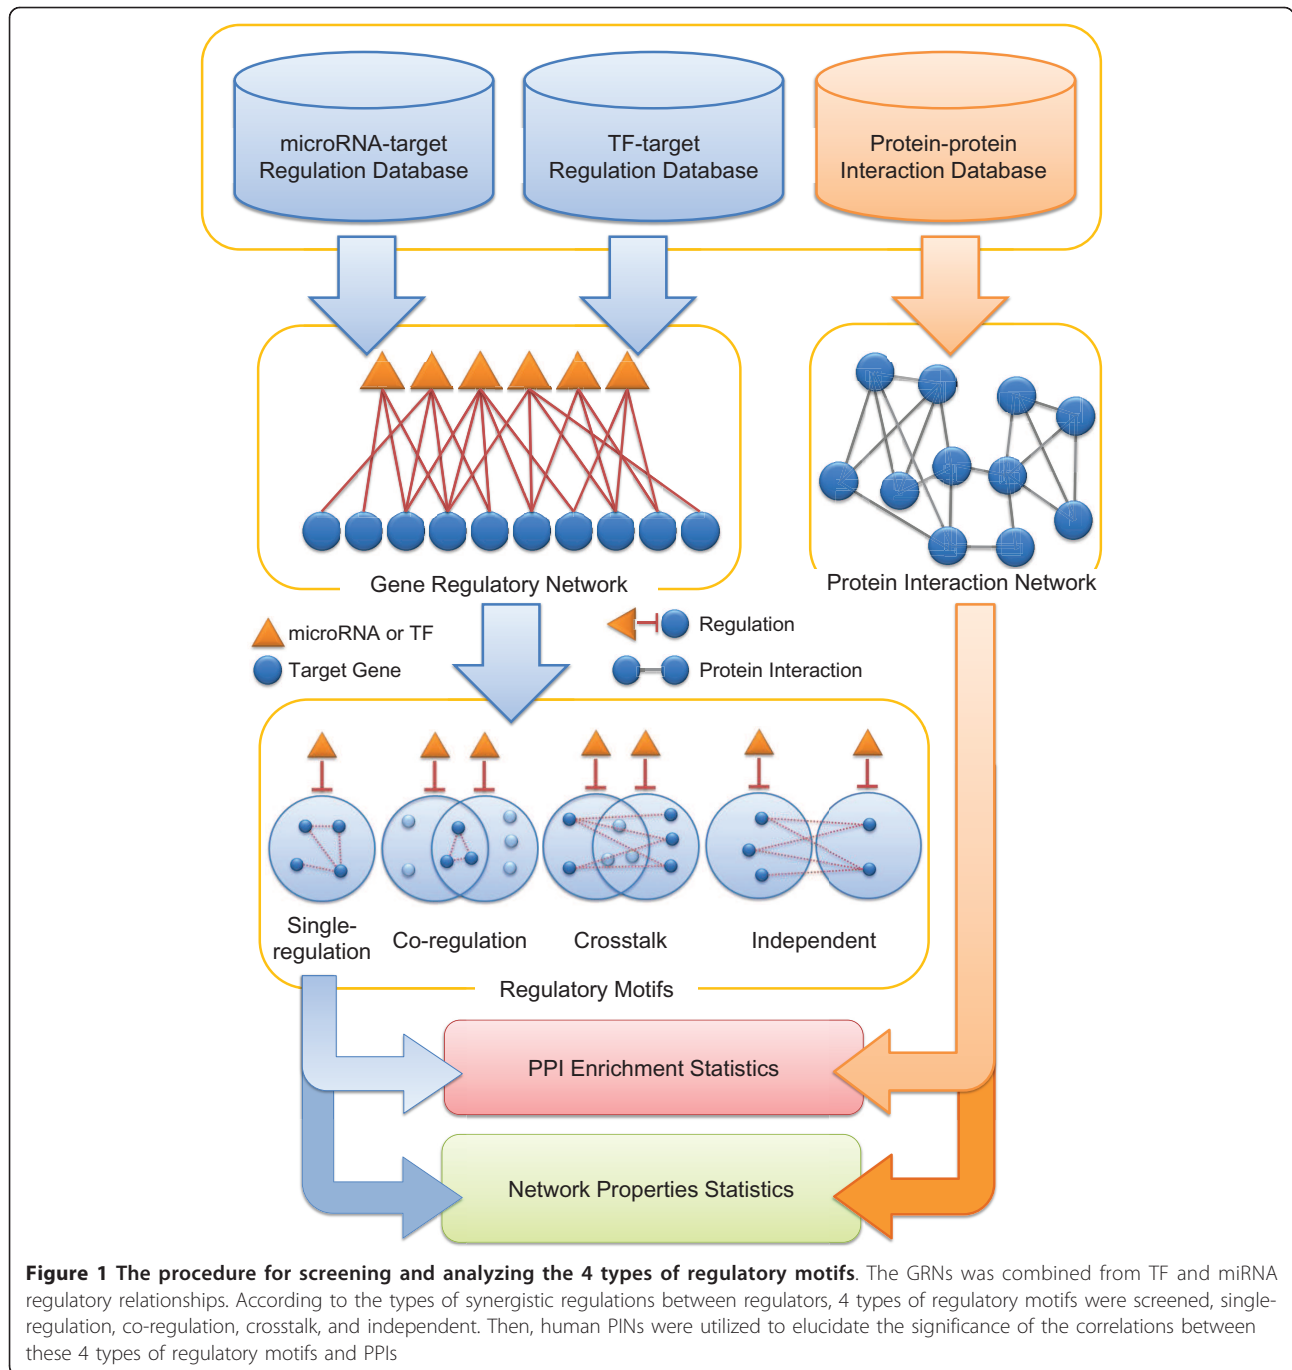 microRNA-target
Regulation Database
TF-target
Regulation Database
Protein-protein
Interaction Database
Gene Regulatory Network
Protein Interaction Network
microRNA or TF
Target Gene
Regulation
Protein Interaction
Single-
regulation
Co-regulation
Crosstalk
Independent
Regulatory Motifs
PPI Enrichment Statistics
Network Properties Statistics
Figure 1 The procedure for screening and analyzing the 4 types of regulatory motifs. The GRNs was combined from TF and miRNA
regulatory relationships. According to the types of synergistic regulations between regulators, 4 types of regulatory motifs were screened, single-
regulation, co-regulation, crosstalk, and independent. Then, human PINs were utilized to elucidate the significance of the correlations between
these 4 types of regulatory motifs and PPIs